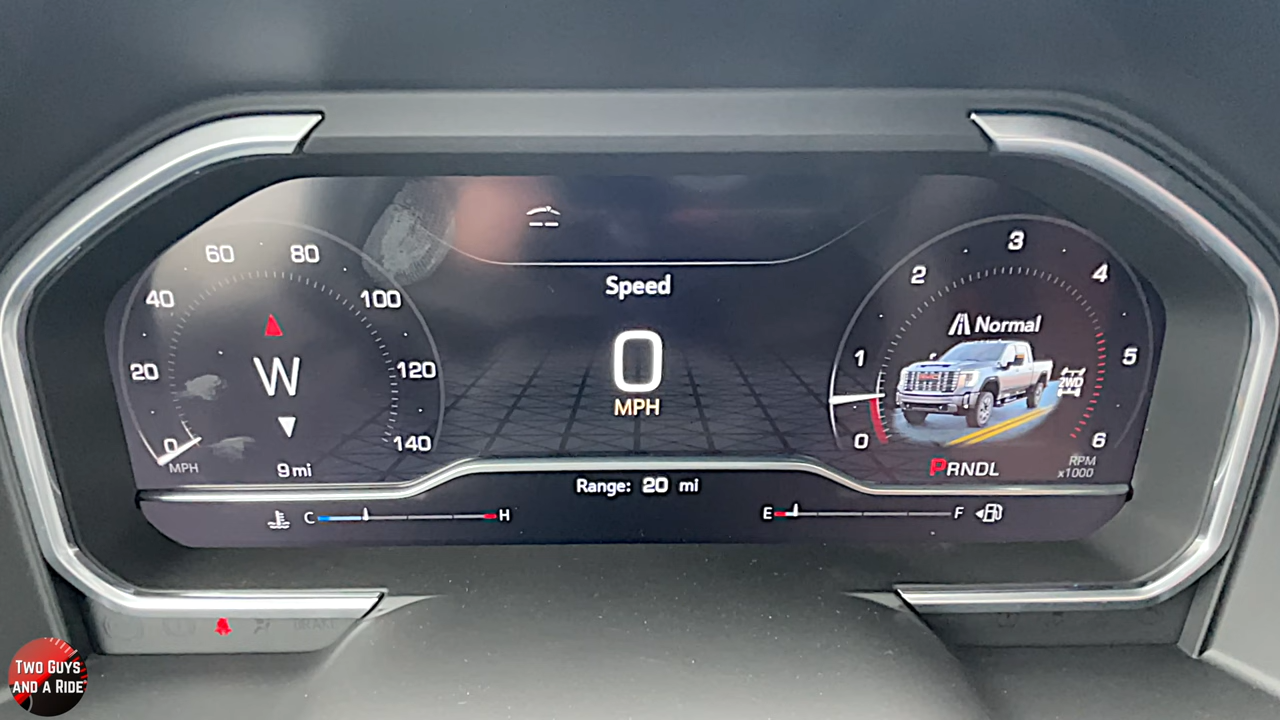 60
80
40
100
20
120
0
140
MPH
W
9 mi
Speed
0
MPH
Range: 20 mi
C
H
E
F
0
1
2
3
4
5
6
Normal
2WD
PRNDL
RPM
x1000
BRAKE
TWO GUYS
AND A RIDE